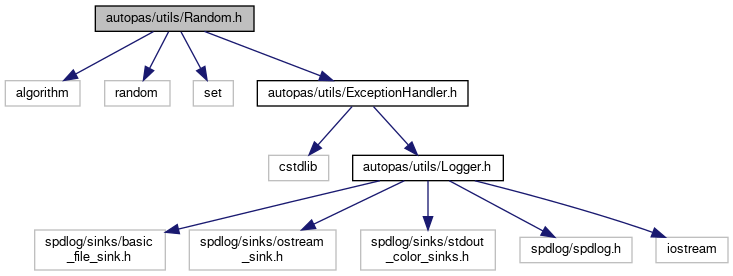 autopas/utils/Random.h
algorithm
random
set
autopas/utils/ExceptionHandler.h
cstdlib
autopas/utils/Logger.h
spdlog/sinks/basic
_file_sink.h
spdlog/sinks/ostream
_sink.h
spdlog/sinks/stdout
_color_sinks.h
spdlog/spdlog.h
iostream